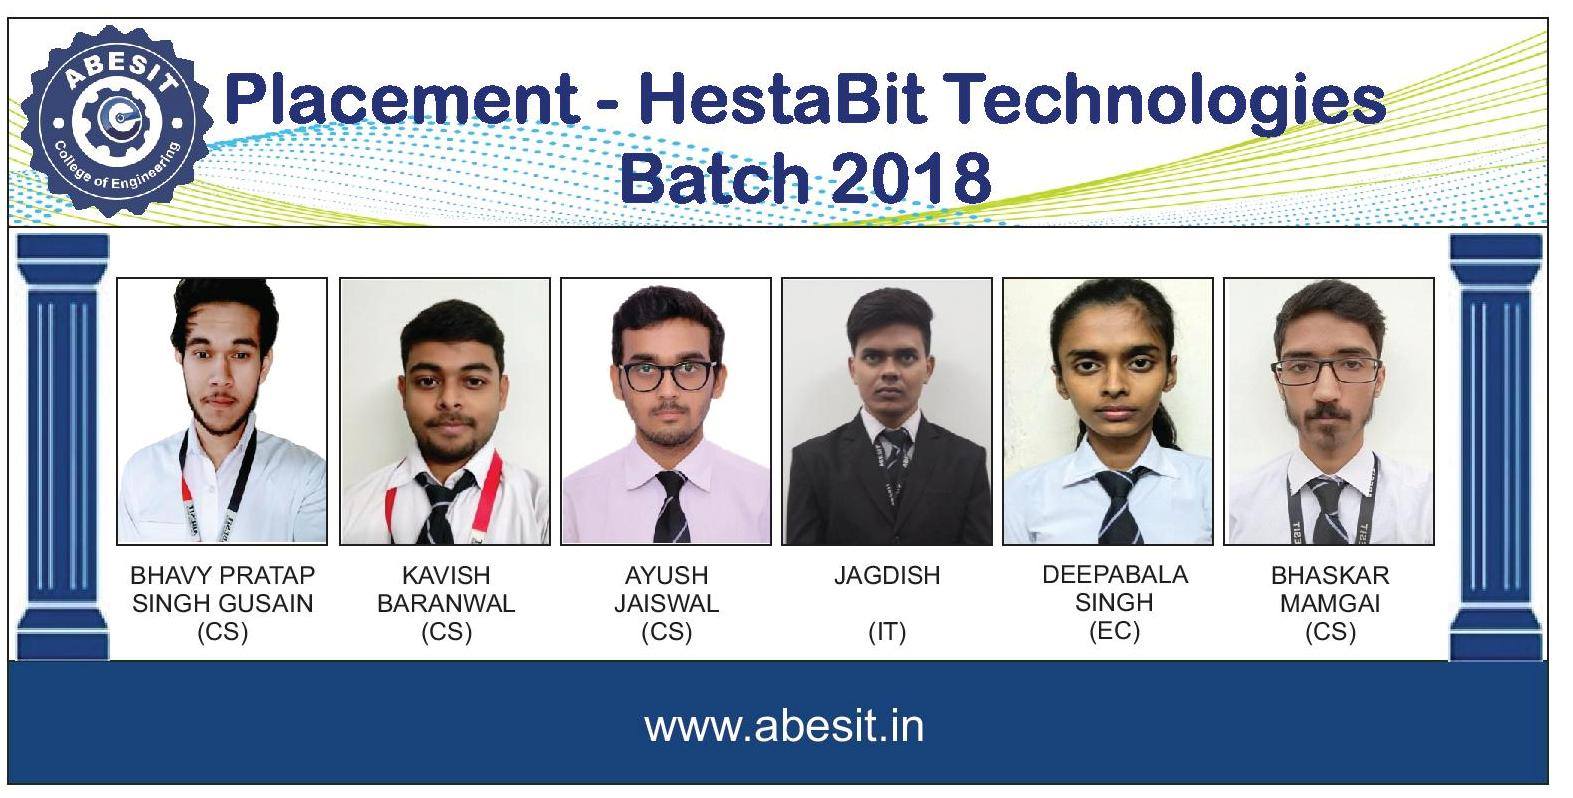 ABESIT
College of Engineering
Placement - HestaBit Technologies
Batch 2018
BHAVY PRATAP
SINGH GUSAIN
(CS)
KAVISH
BARANWAL
(CS)
AYUSH
JAISWAL
(CS)
JAGDISH
(IT)
DEEPABALA
SINGH
(EC)
BHASKAR
MAMGAI
(CS)
www.abesit.in